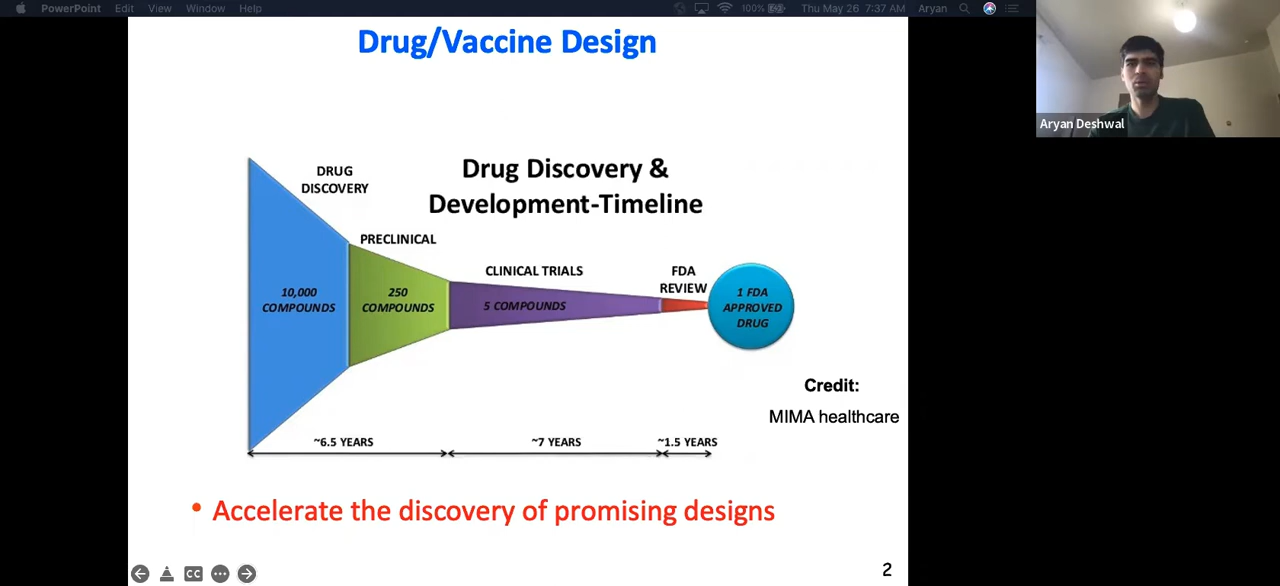 PowerPoint Edit View Window Help 100% Thu May 26 7:37 AM Aryan
Drug/Vaccine Design
Aryan Deshwal
Drug Discovery &
Development-Timeline
DRUG
DISCOVERY
PRECLINICAL
CLINICAL TRIALS
FDA
REVIEW
10,000
COMPOUNDS
250
COMPOUNDS
5 COMPOUNDS
1 FDA
APPROVED
DRUG
Credit:
MIMA healthcare
~6.5 YEARS
~7 YEARS
~1.5 YEARS
• Accelerate the discovery of promising designs
CC
2